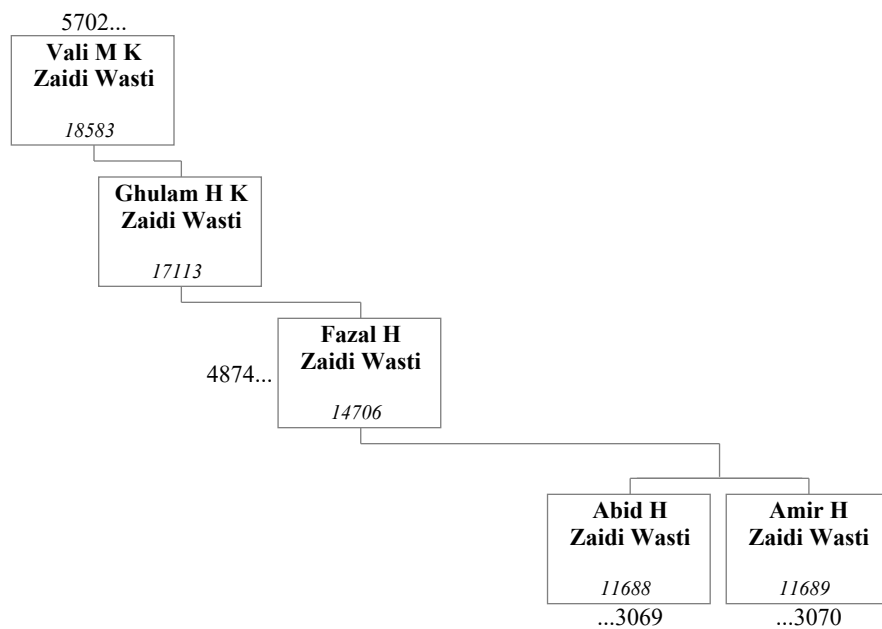 5702...
Vali M K
Zaidi Wasti
18583
Ghulam H K
Zaidi Wasti
17113
Fazal H
Zaidi Wasti
4874...
14706
Abid H
Zaidi Wasti
11688
...3069
Amir H
Zaidi Wasti
11689
...3070